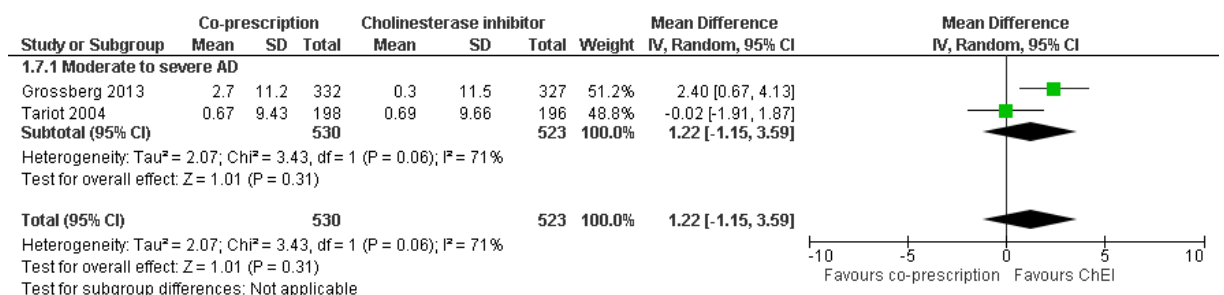 Co-prescription Cholinesterase inhibitor Mean Difference Mean Difference
Study or Subgroup Mean SD Total Mean SD Total Weight IV, Random, 95% CI IV, Random, 95% CI
1.7.1 Moderate to severe AD
Grossberg 2013 2.7 11.2 332 0.3 11.5 327 51.2% 2.40 [0.67, 4.13]
Tariot 2004 0.67 9.43 198 0.69 9.66 196 48.8% -0.02 [-1.91, 1.87]
Subtotal (95% CI) 530 523 100.0% 1.22 [-1.15, 3.59]
Heterogeneity: Tau² = 2.07; Chi² = 3.43, df = 1 (P = 0.06); I² = 71%
Test for overall effect: Z = 1.01 (P = 0.31)
Total (95% CI) 530 523 100.0% 1.22 [-1.15, 3.59]
Heterogeneity: Tau² = 2.07; Chi² = 3.43, df = 1 (P = 0.06); I² = 71%
Test for overall effect: Z = 1.01 (P = 0.31)
Test for subgroup differences: Not applicable
-10 -5 0 5 10
Favours co-prescription Favours ChEI